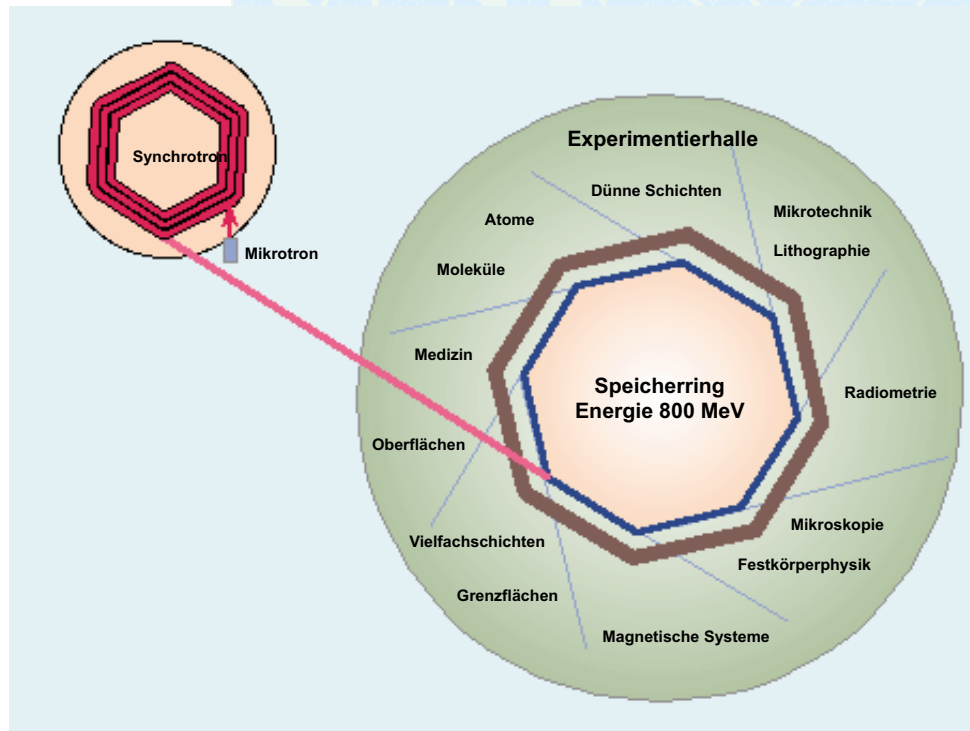 Synchrotron
Mikrotron
Experimentierhalle
Dünne Schichten
Atome
Mikrotechnik
Lithographie
Moleküle
Medizin
Speicherring
Energie 800 MeV
Radiometrie
Oberflächen
Mikroskopie
Vielfachschichten
Festkörperphysik
Grenzflächen
Magnetische Systeme